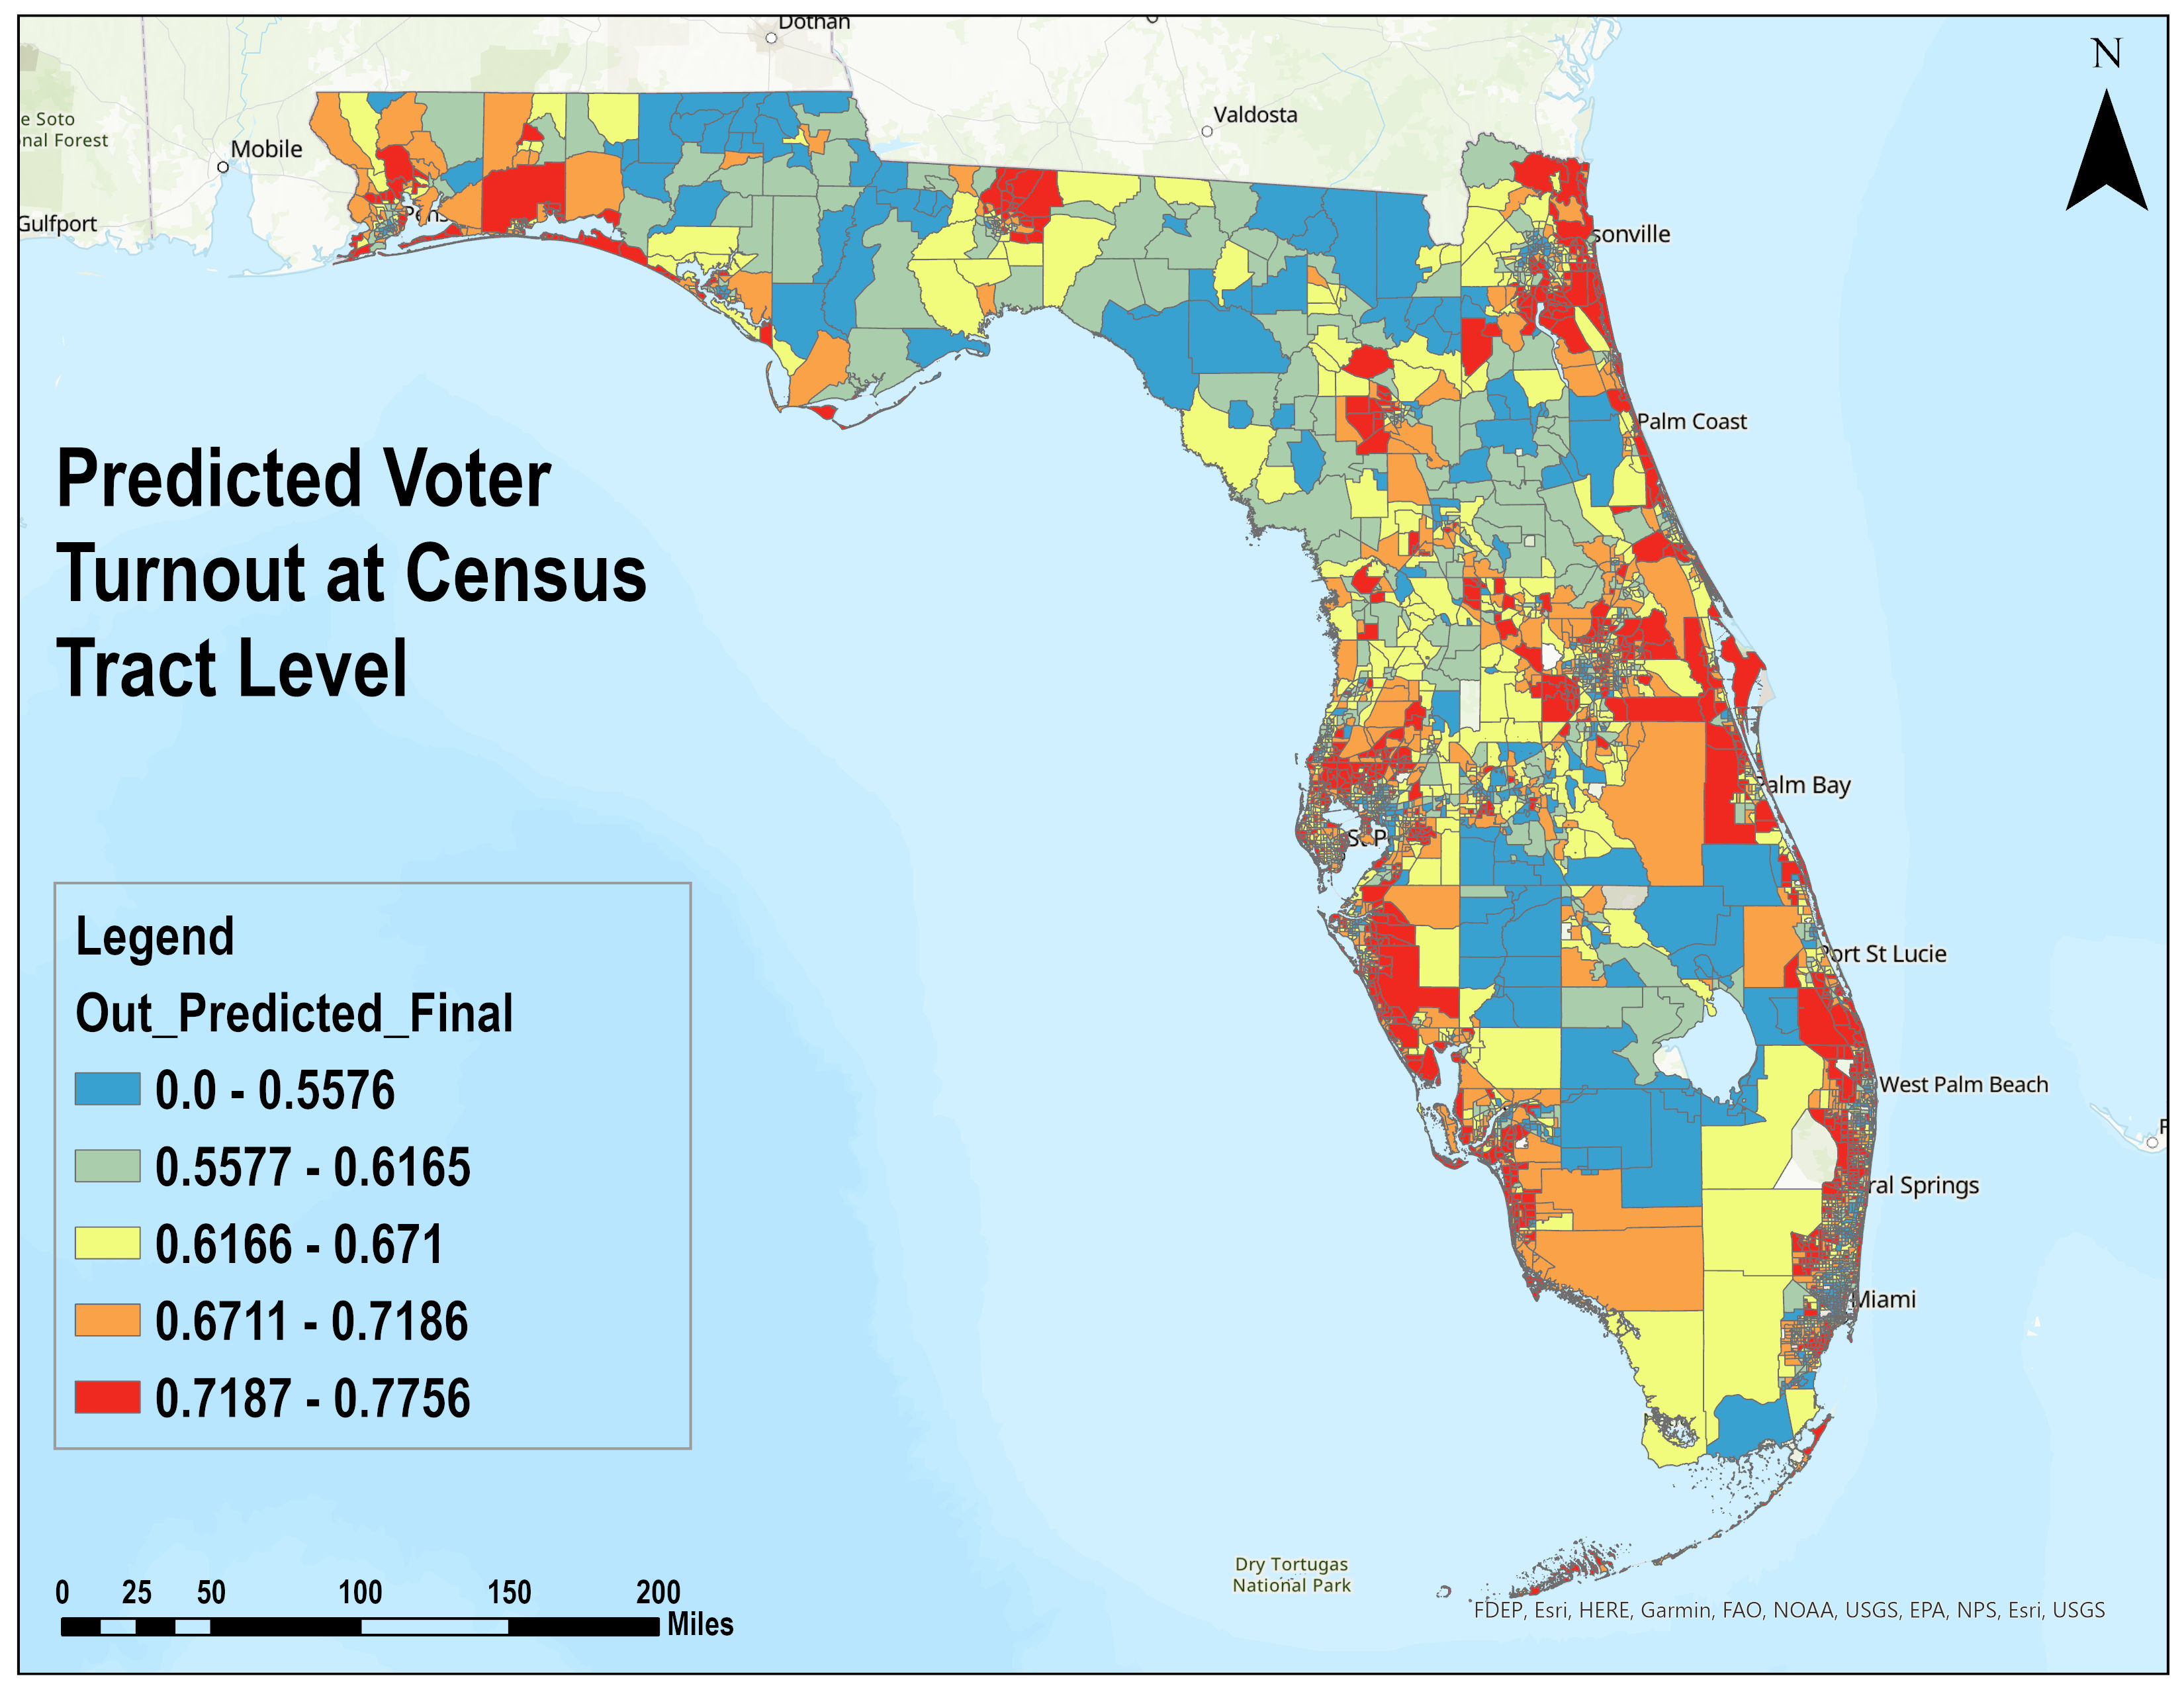 Dothan
N
Valdosta
e Soto
nal Forest
Mobile
Gulfport
Pens
sonville
Palm Coast
Predicted Voter
Turnout at Census
Tract Level
Palm Bay
St P
Legend
Out_Predicted_Final
0.0 - 0.5576
0.5577 - 0.6165
0.6166 - 0.671
0.6711 - 0.7186
0.7187 - 0.7756
Port St Lucie
West Palm Beach
F
ral Springs
Miami
Dry Tortugas
National Park
0 25 50 100 150 200
Miles
FDEP, Esri, HERE, Garmin, FAO, NOAA, USGS, EPA, NPS, Esri, USGS